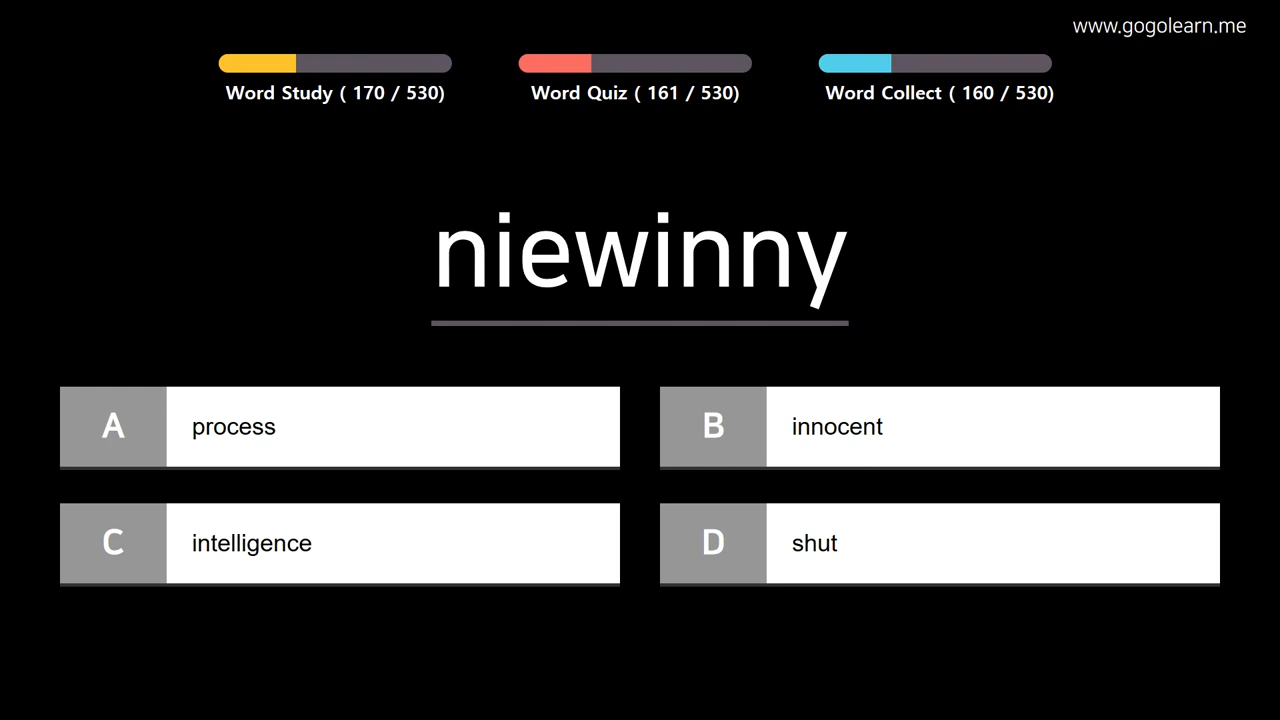 www.gogolearn.me
Word Study ( 170 / 530)
Word Quiz ( 161 / 530)
Word Collect ( 160 / 530)
niewinny
A process
B innocent
C intelligence
D shut